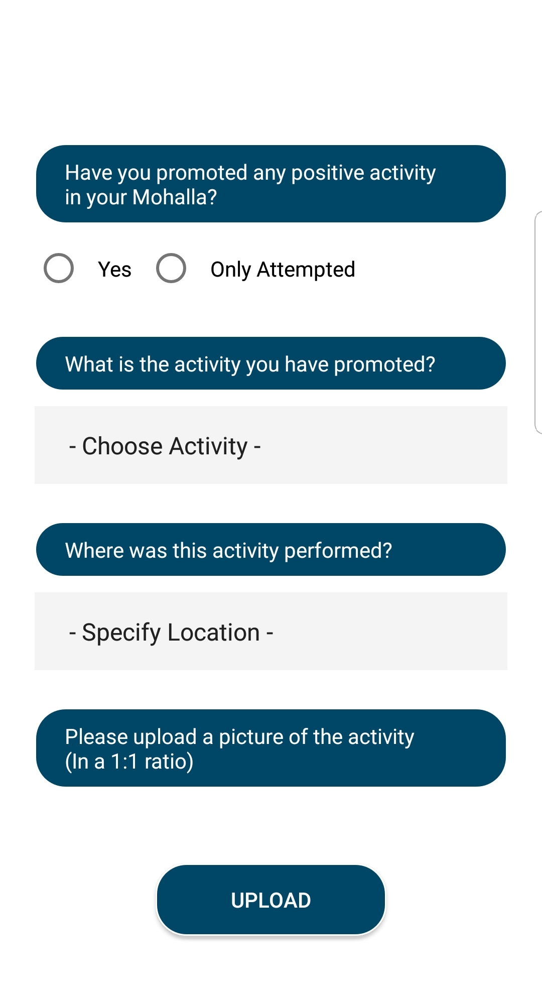 Have you promoted any positive activity
in your Mohalla?
Yes
Only Attempted
What is the activity you have promoted?
- Choose Activity -
Where was this activity performed?
- Specify Location -
Please upload a picture of the activity
(In a 1:1 ratio)
UPLOAD